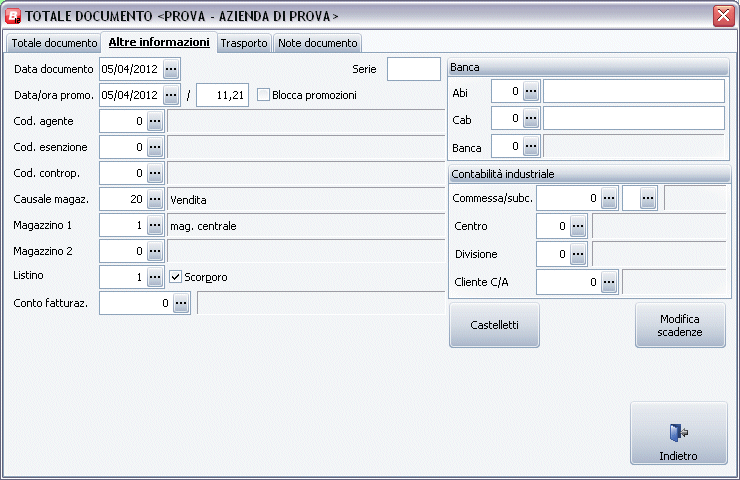 TOTALE DOCUMENTO <PROVA - AZIENDA DI PROVA>
Totale documento Altre informazioni Trasporto Note documento
Data documento 05/04/2012 ... Serie
Data/ora promo. 05/04/2012 ... / 11,21 Blocca promozioni
Cod. agente 0 ...
Cod. esenzione 0 ...
Cod. controp. 0 ...
Causale magaz. 20 ... Vendita
Magazzino 1 1 ... mag. centrale
Magazzino 2 0 ...
Listino 1 ... Scorporo
Conto fatturaz. 0 ...
Banca
Abi 0 ...
Cab 0 ...
Banca 0 ...
Contabilità industriale
Commessa/subc. 0 ... ...
Centro 0 ...
Divisione 0 ...
Cliente C/A 0 ...
Castelletti
Modifica
scadenze
Indietro